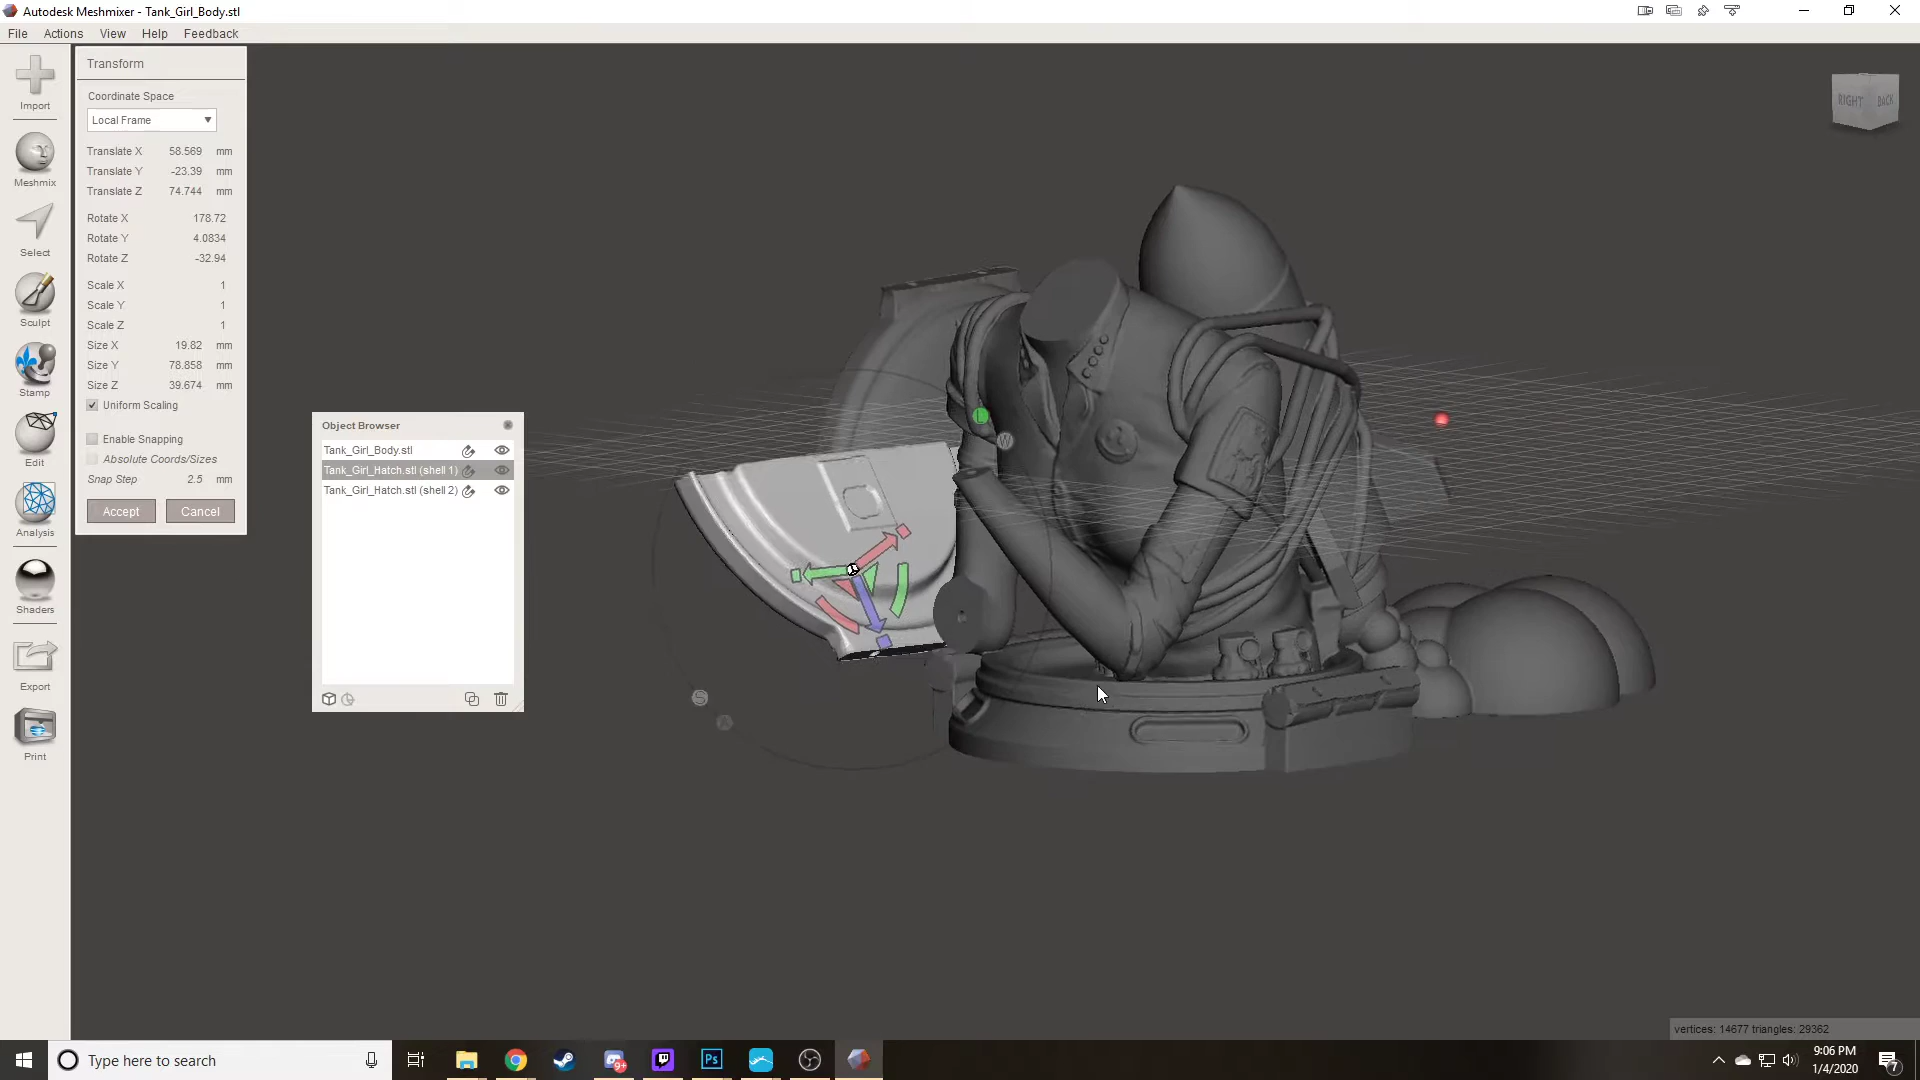 Autodesk Meshmixer - Tank_Girl_Body.stl
File Actions View Help Feedback
Import
Meshmix
Select
Sculpt
Stamp
Edit
Analysis
Shaders
Export
Print
Transform
Coordinate Space
Local Frame
Translate X 58.569 mm
Translate Y -23.39 mm
Translate Z 74.744 mm
Rotate X 178.72
Rotate Y 4.0834
Rotate Z -32.94
Scale X 1
Scale Y 1
Scale Z 1
Size X 19.82 mm
Size Y 78.858 mm
Size Z 39.674 mm
Uniform Scaling
Enable Snapping
Absolute Coords/Sizes
Snap Step 2.5 mm
Accept Cancel
Object Browser
Tank_Girl_Body.stl
Tank_Girl_Hatch.stl (shell 1)
Tank_Girl_Hatch.stl (shell 2)
W
S
RIGHT BACK
vertices: 14677 triangles: 29362
Type here to search
9+
Ps
9:06 PM
1/4/2020
7